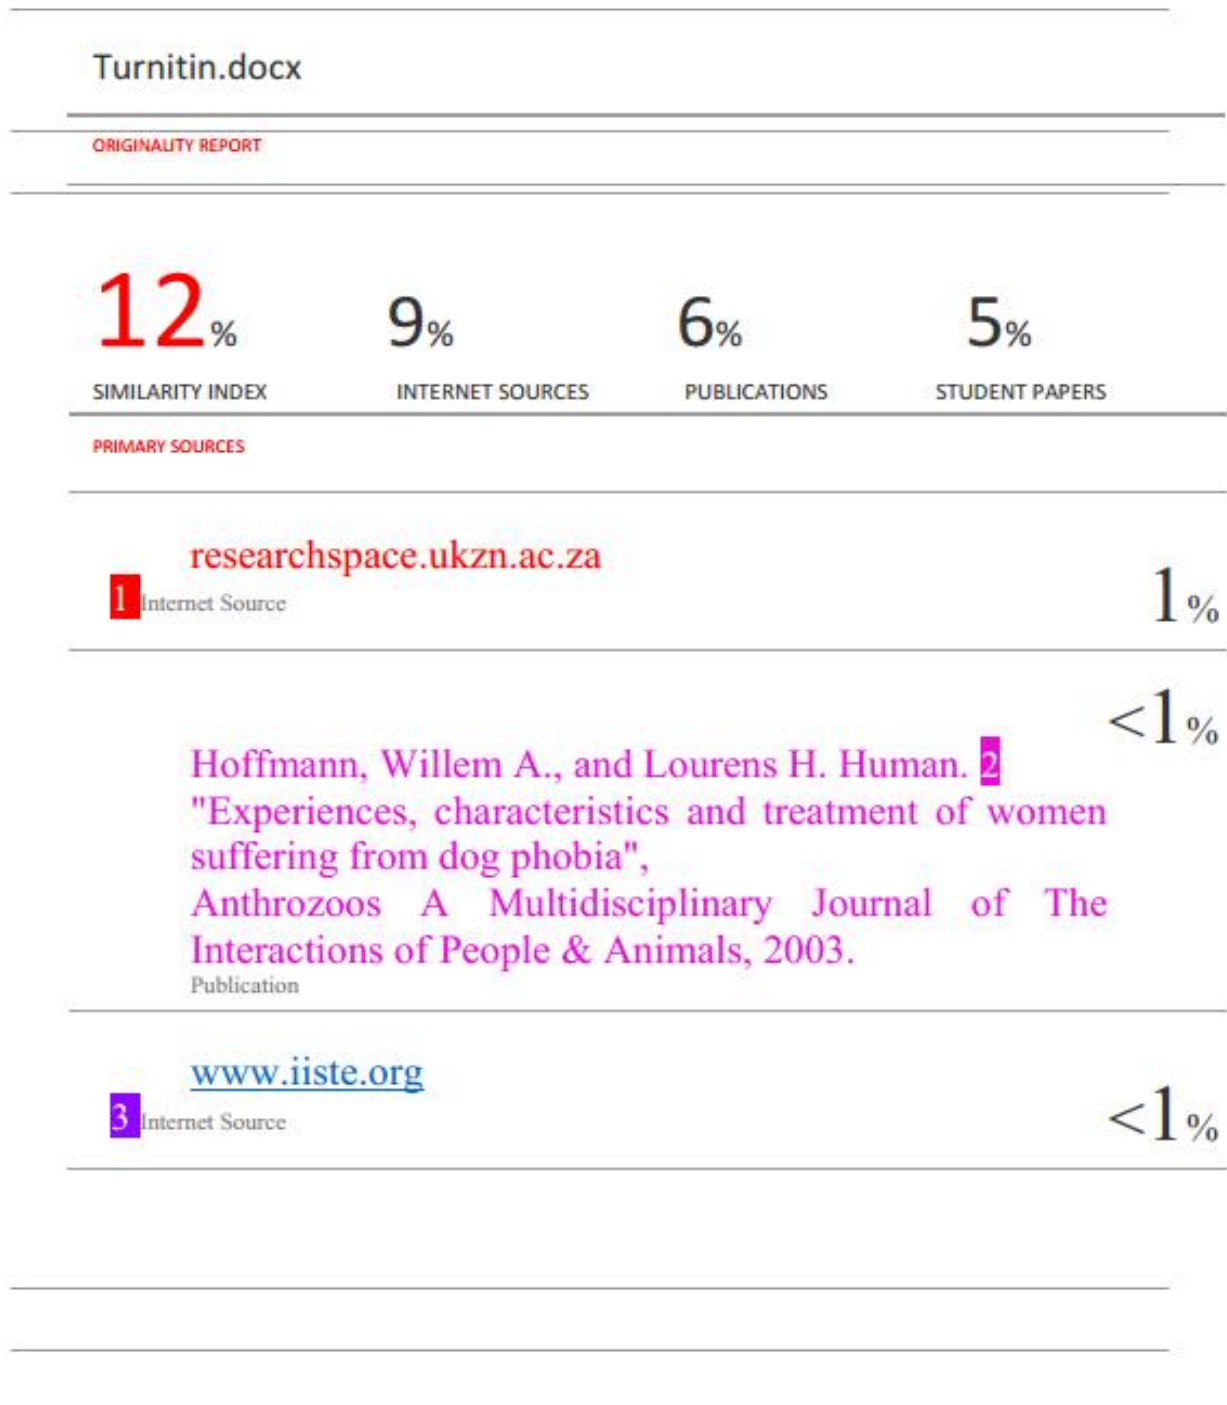 Turnitin.docx
ORIGINALITY REPORT
12% 9% 6% 5%
SIMILARITY INDEX INTERNET SOURCES PUBLICATIONS STUDENT PAPERS
PRIMARY SOURCES
researchspace.ukzn.ac.za
1 Internet Source 1%
<1%
Hoffmann, Willem A., and Lourens H. Human. 2
"Experiences, characteristics and treatment of women
suffering from dog phobia",
Anthrozoos A Multidisciplinary Journal of The
Interactions of People & Animals, 2003.
Publication
www.iiste.org
3 Internet Source <1%